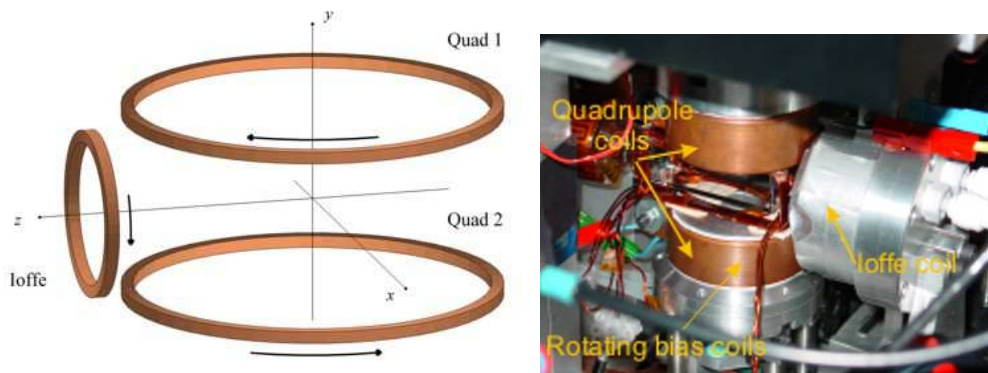 y
Quad 1
z
Quad 2
Ioffe
x
Quadrupole
coils
Ioffe coil
Rotating bias coils